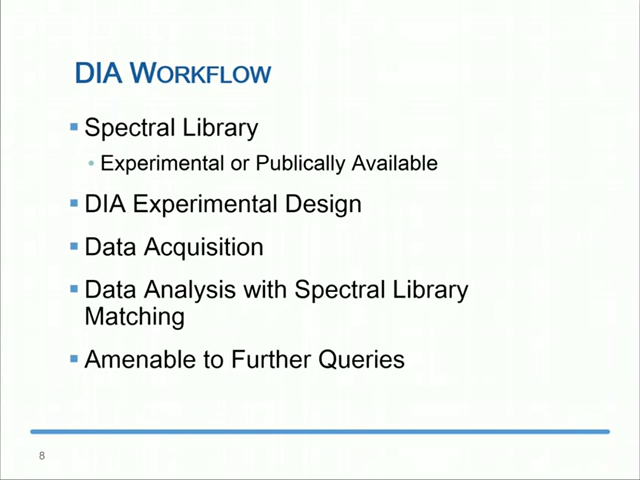 DIA WORKFLOW
Spectral Library
Experimental or Publically Available
DIA Experimental Design
Data Acquisition
Data Analysis with Spectral Library
Matching
Amenable to Further Queries
8